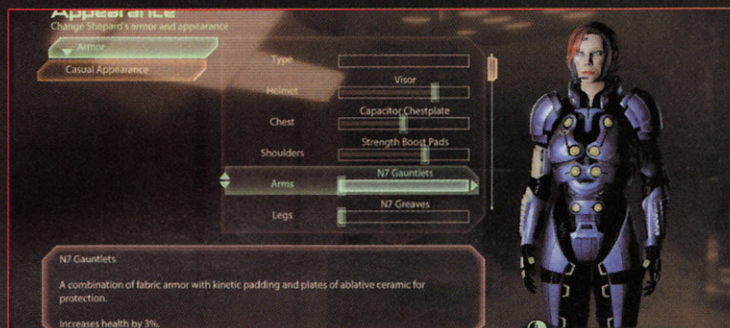 Appearance
Change Shepard's armor and appearance
Armor
Casual Appearance
Type
Helmet
Visor
Chest
Capacitor Chestplate
Shoulders
Strength Boost Pads
Arms
N7 Gauntlets
Legs
N7 Greaves
N7 Gauntlets
A combination of fabric armor with kinetic padding and plates of ablative ceramic for
protection.
Increases health by 3%.